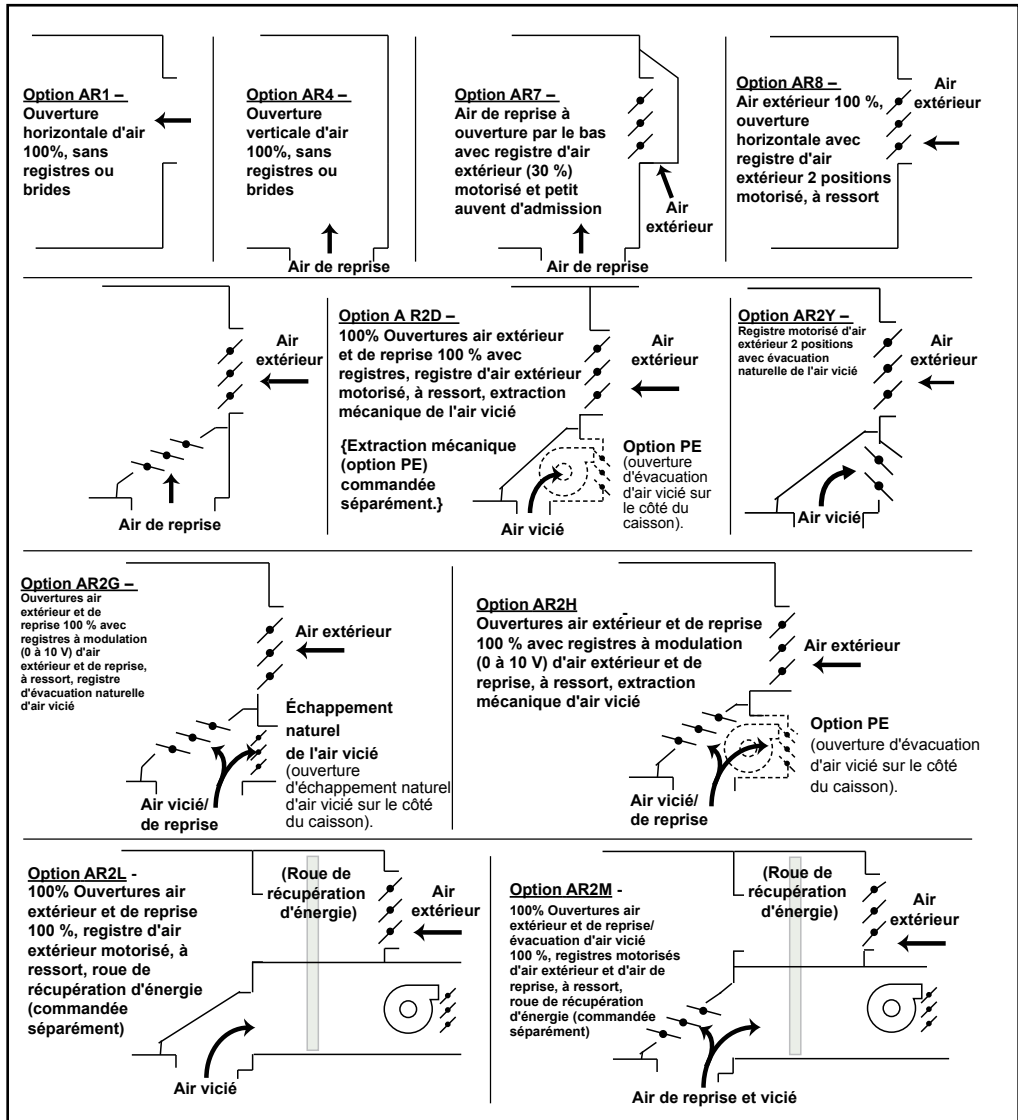 Option AR1 –
Ouverture
horizontale d'air
100%, sans
registres ou
brides
Option AR4 –
Ouverture
verticale d'air
100%, sans
registres ou
brides
Air de reprise
Option AR7 –
Air de reprise à
ouverture par le bas
avec registre d'air
extérieur (30 %)
motorisé et petit
auvent d'admission
Air
extérieur
Air de reprise
Option AR8 –
Air extérieur 100 %,
ouverture
horizontale avec
registre d'air
extérieur 2 positions
motorisé, à ressort
Air
extérieur
Air
extérieur
Air de reprise
Option A R2D –
100% Ouvertures air extérieur
et de reprise 100 % avec
registres, registre d'air extérieur
motorisé, à ressort, extraction
mécanique de l'air vicié
{Extraction mécanique
(option PE)
commandée
séparément.}
Air
extérieur
Option PE
(ouverture
d'évacuation
d'air vicié sur
le côté du
caisson).
Air vicié
Option AR2Y –
Registre motorisé d'air
extérieur 2 positions
avec évacuation
naturelle de l'air vicié
Air
extérieur
Air vicié
Option AR2G –
Ouvertures air
extérieur et de
reprise 100 % avec
registres à modulation
(0 à 10 V) d'air
extérieur et de reprise,
à ressort, registre
d'évacuation naturelle
d'air vicié
Air extérieur
Échappement
naturel
de l'air vicié
(ouverture
d'échappement naturel
d'air vicié sur le côté
du caisson).
Air vicié/
de reprise
Option AR2H
Ouvertures air extérieur et de reprise
100 % avec registres à modulation
(0 à 10 V) d'air extérieur et de
reprise, à ressort, extraction
mécanique d'air vicié
Air extérieur
Option PE
(ouverture d'évacuation
d'air vicié sur le côté
du caisson).
Air vicié/
de reprise
Option AR2L -
100% Ouvertures air
extérieur et de reprise
100 %, registre d'air
extérieur motorisé, à
ressort, roue de
récupération d'énergie
(commandée
séparément)
(Roue de
récupération
d'énergie)
Air
extérieur
Air vicié
Option AR2M -
100% Ouvertures air
extérieur et de reprise/
évacuation d'air vicié
100 %, registres motorisés
d'air extérieur et d'air de
reprise, à ressort,
roue de récupération
d'énergie (commandée
séparément)
(Roue de
récupération
d'énergie)
Air
extérieur
Air de reprise et vicié